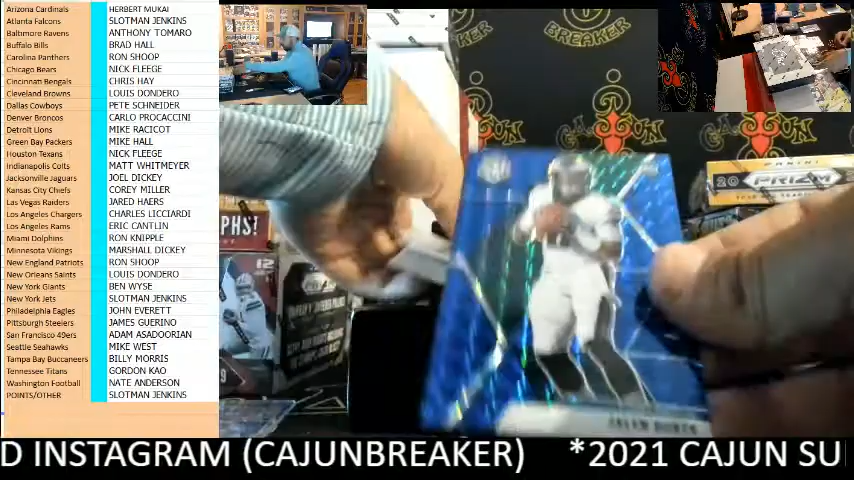 Arizona Cardinals HERBERT MUKAI
Atlanta Falcons SLOTMAN JENKINS
Baltmore Ravens ANTHONY TOMARO
Buffalo Bills BRAD HALL
Carolina Panthers RON SHOOP
Chicago Bears NICK FLEEGE
Cincinnati Bengals CHRIS HAY
Cleveland Browns LOUIS DONDERO
Dallas Cowboys PETE SCHNEIDER
Denver Broncos CARLO PROCACCINI
Detroit Lions MIKE RACICOT
Green Bay Packers MIKE HALL
Houston Texans NICK FLEEGE
Indianapolis Colts MATT WHITMEYER
Jacksonville Jaguars JOEL DICKEY
Kansas City Chiefs COREY MILLER
Las Vegas Raiders JARED HAERS
Los Angeles Chargers CHARLES LICCIARDI
Los Angeles Rams ERIC CANTLIN
Miami Dolphins RON KNIPPLE
Minnesota Vikings MARSHALL DICKEY
New England Patriots RON SHOOP
New Orleans Saints LOUIS DONDERO
New York Giants BEN WYSE
New York Jets SLOTMAN JENKINS
Philadelphia Eagles JOHN EVERETT
Pittsburgh Steelers JAMES GUERINO
San Francisco 49ers ADAM ASADOORIAN
Seattle Seahawks MIKE WEST
Tampa Bay Buccaneers BILLY MORRIS
Tennessee Titans GORDON KAO
Washington Football NATE ANDERSON
POINTS/OTHER SLOTMAN JENKINS
BREAKER
CAJUN
PANINI
20 PRIZM
PHS!
D INSTAGRAM (CAJUNBREAKER) *2021 CAJUN SU